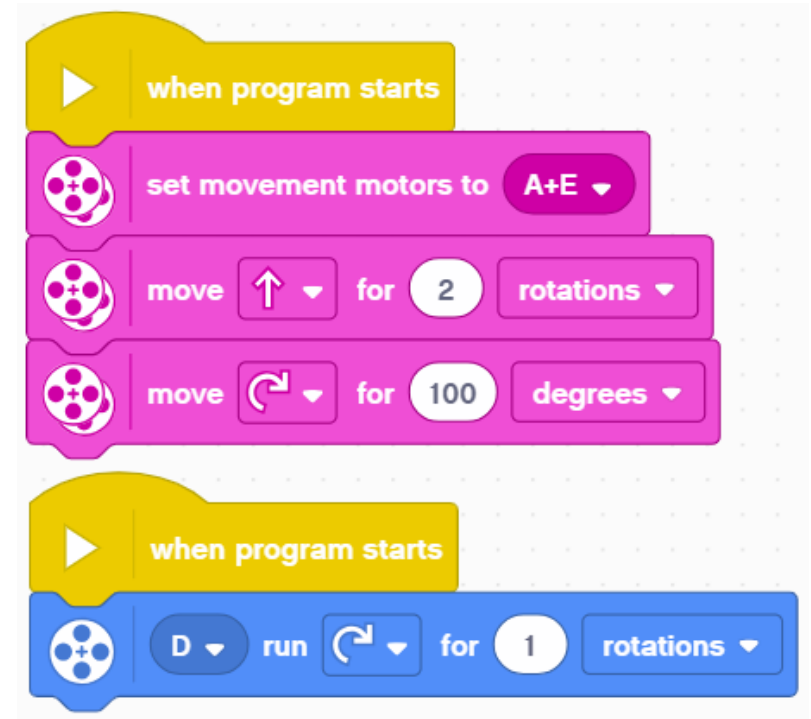 when program starts
set movement motors to A+E
move for 2 rotations
move for 100 degrees
when program starts
D run for 1 rotations